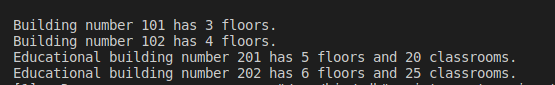 Building number 101 has 3 floors.
Building number 102 has 4 floors.
Educational building number 201 has 5 floors and 20 classrooms.
Educational building number 202 has 6 floors and 25 classrooms.